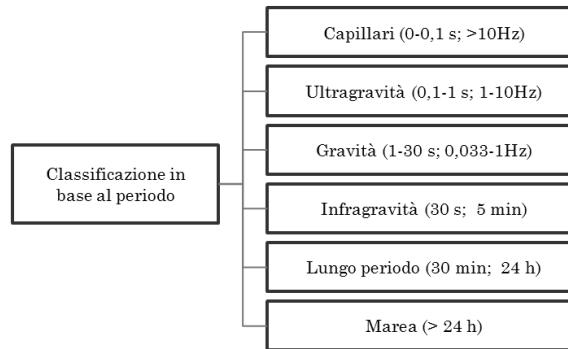 Classificazione in
base al periodo
Capillari (0-0,1 s; >10Hz)
Ultragravità (0,1-1 s; 1-10Hz)
Gravità (1-30 s; 0,033-1Hz)
Infragravità (30 s;  5 min)
Lungo periodo (30 min;  24 h)
Marea (> 24 h)